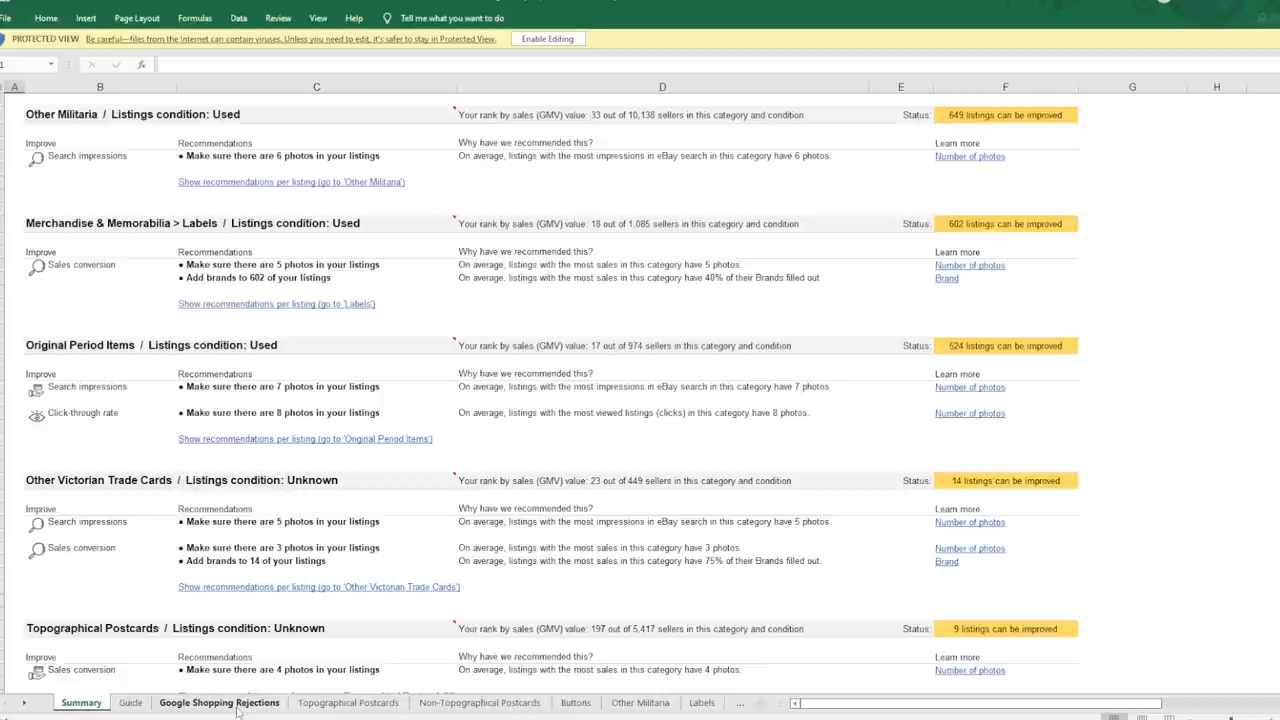 File Home Insert Page Layout Formulas Data Review View Help Tell me what you want to do
PROTECTED VIEW Be careful—files from the Internet can contain viruses. Unless you need to edit, it's safer to stay in Protected View. Enable Editing
1 fx
A B C D E F G H
Other Militaria / Listings condition: Used Your rank by sales (GMV) value: 33 out of 10,138 sellers in this category and condition Status: 649 listings can be improved
Improve Recommendations Why have we recommended this? Learn more
Search impressions • Make sure there are 6 photos in your listings On average, listings with the most impressions in eBay search in this category have 6 photos. Number of photos
Show recommendations per listing (go to 'Other Militaria')
Merchandise & Memorabilia > Labels / Listings condition: Used Your rank by sales (GMV) value: 18 out of 1,085 sellers in this category and condition Status: 602 listings can be improved
Improve Recommendations Why have we recommended this? Learn more
Sales conversion • Make sure there are 5 photos in your listings On average, listings with the most sales in this category have 5 photos. Number of photos
• Add brands to 602 of your listings On average, listings with the most sales in this category have 40% of their Brands filled out. Brand
Show recommendations per listing (go to 'Labels')
Original Period Items / Listings condition: Used Your rank by sales (GMV) value: 17 out of 974 sellers in this category and condition Status: 524 listings can be improved
Improve Recommendations Why have we recommended this? Learn more
Search impressions • Make sure there are 7 photos in your listings On average, listings with the most impressions in eBay search in this category have 7 photos. Number of photos
Click-through rate • Make sure there are 8 photos in your listings On average, listings with the most viewed listings (clicks) in this category have 8 photos. Number of photos
Show recommendations per listing (go to 'Original Period Items')
Other Victorian Trade Cards / Listings condition: Unknown Your rank by sales (GMV) value: 23 out of 449 sellers in this category and condition Status: 14 listings can be improved
Improve Recommendations Why have we recommended this? Learn more
Search impressions • Make sure there are 5 photos in your listings On average, listings with the most impressions in eBay search in this category have 5 photos. Number of photos
Sales conversion • Make sure there are 3 photos in your listings On average, listings with the most sales in this category have 3 photos. Number of photos
• Add brands to 14 of your listings On average, listings with the most sales in this category have 75% of their Brands filled out. Brand
Show recommendations per listing (go to 'Other Victorian Trade Cards')
Topographical Postcards / Listings condition: Unknown Your rank by sales (GMV) value: 197 out of 5,417 sellers in this category and condition Status: 9 listings can be improved
Improve Recommendations Why have we recommended this? Learn more
Sales conversion • Make sure there are 4 photos in your listings On average, listings with the most sales in this category have 4 photos. Number of photos
Summary Guide Google Shopping Rejections Topographical Postcards Non-Topographical Postcards Buttons Other Militaria Labels ...